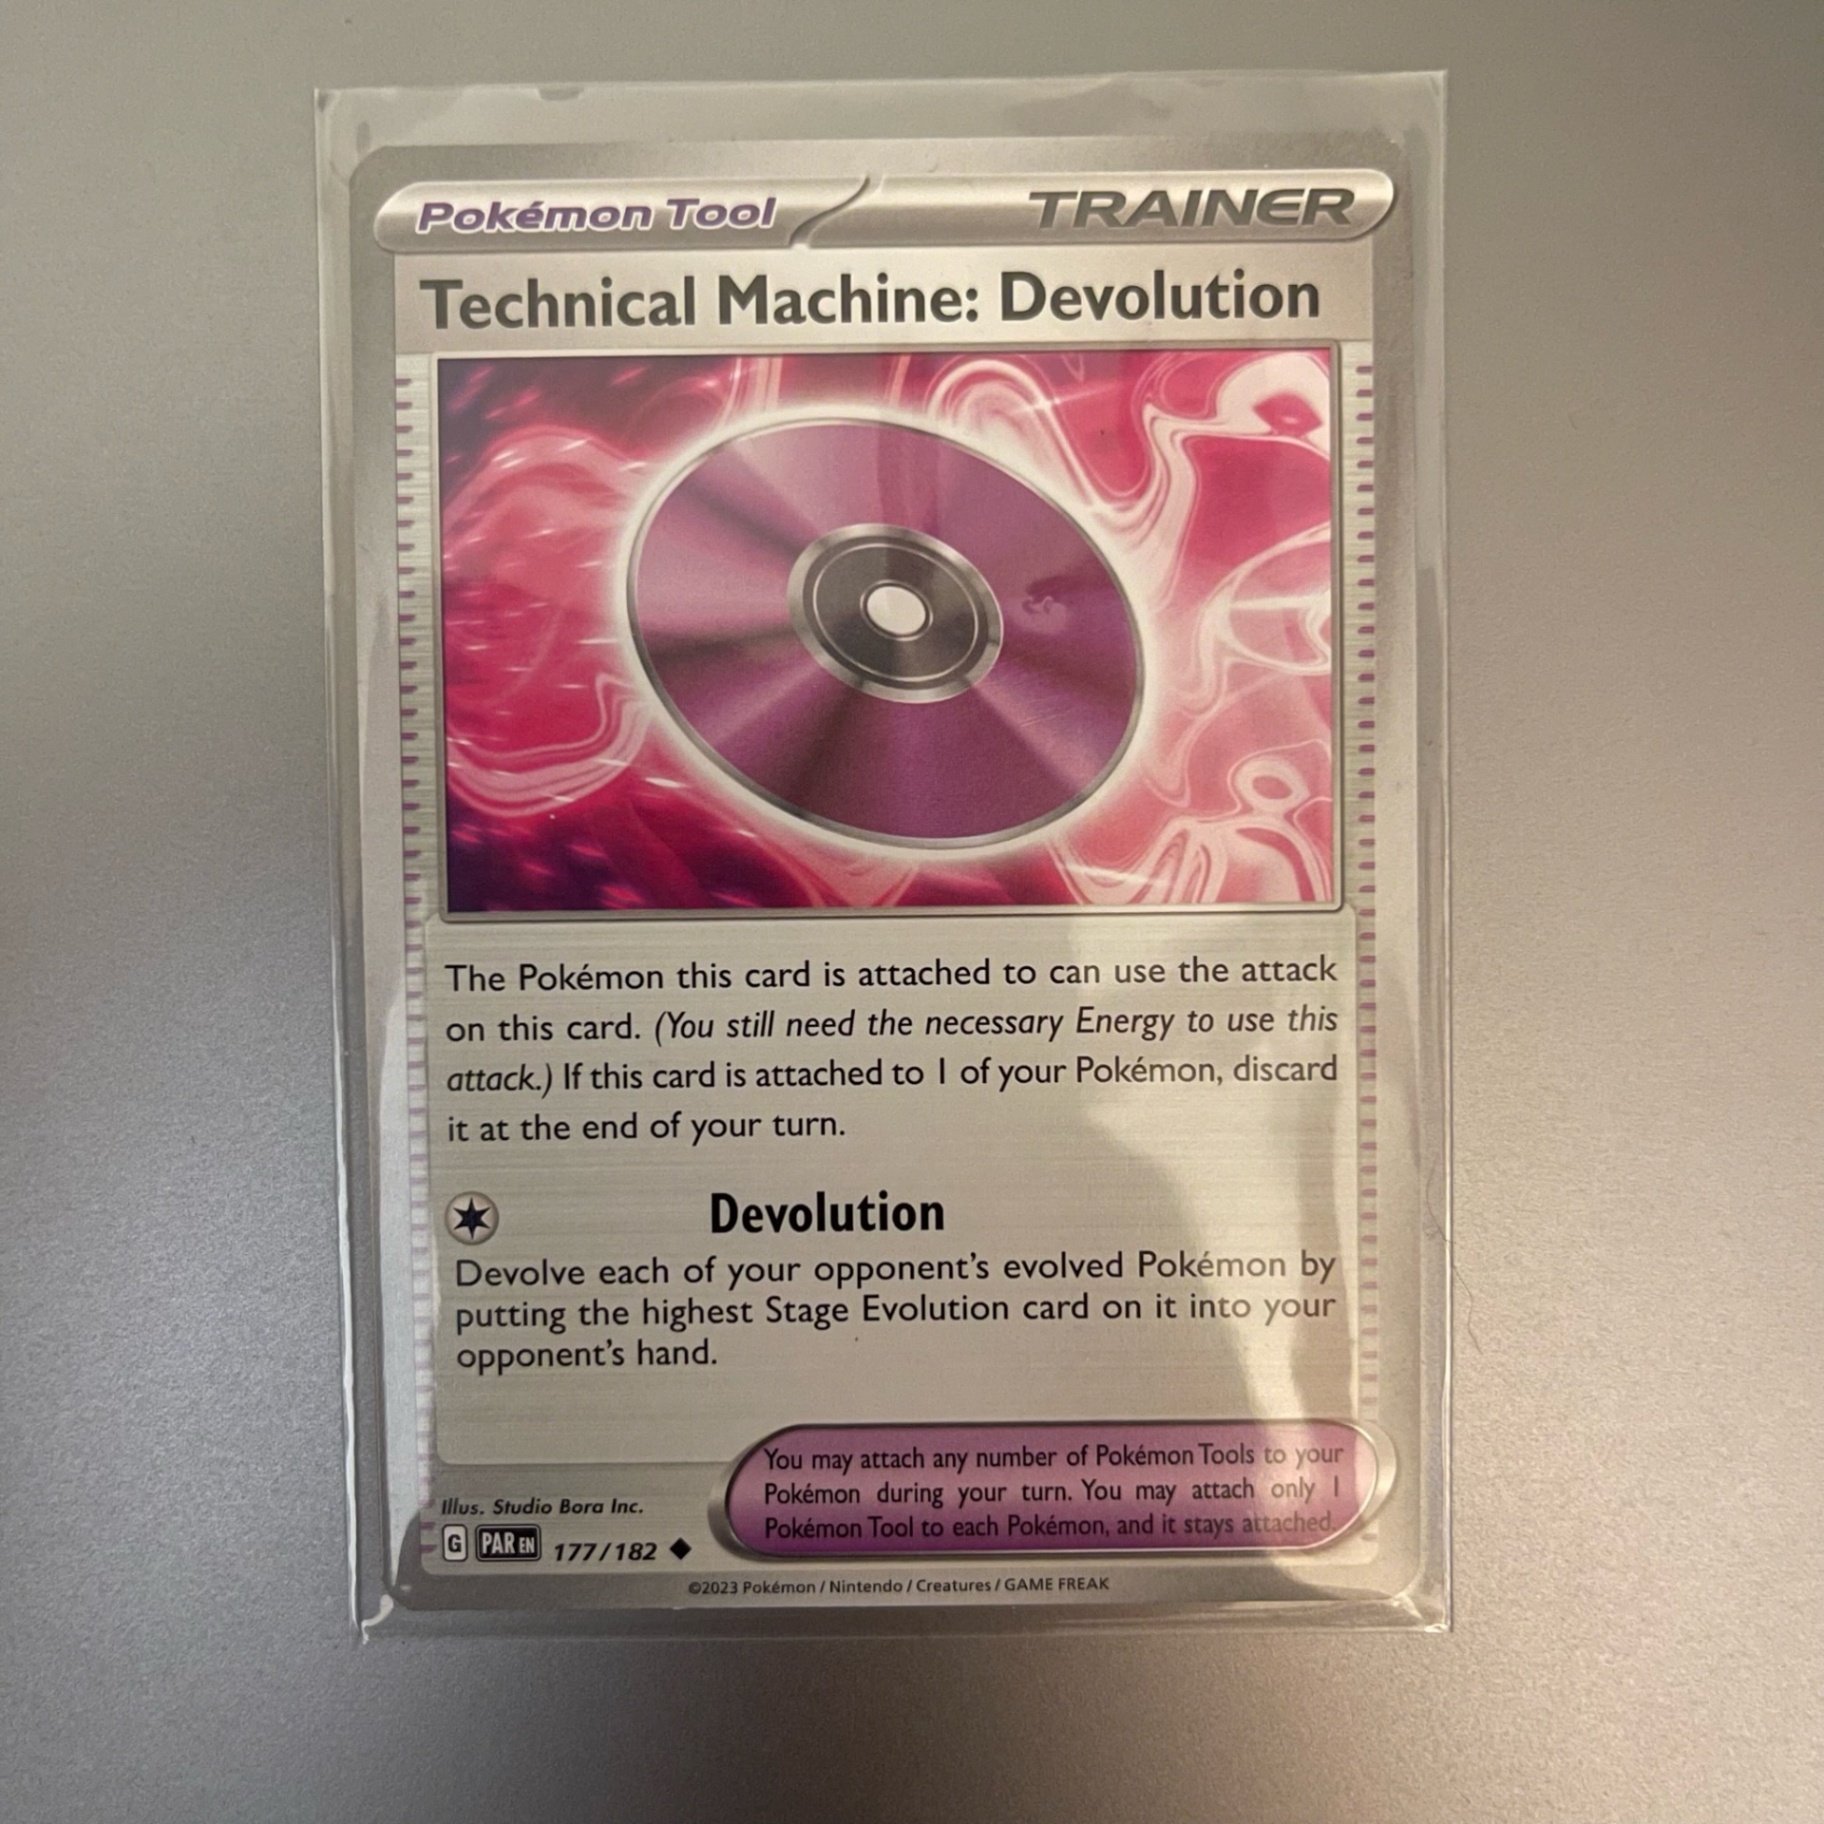 Pokémon Tool
TRAINER
Technical Machine: Devolution
The Pokémon this card is attached to can use the attack
on this card. (You still need the necessary Energy to use this
attack.) If this card is attached to 1 of your Pokémon, discard
it at the end of your turn.
Devolution
Devolve each of your opponent's evolved Pokémon by
putting the highest Stage Evolution card on it into your
opponent's hand.
You may attach any number of Pokémon Tools to your
Pokémon during your turn. You may attach only 1
Pokémon Tool to each Pokémon, and it stays attached.
Illus. Studio Bora Inc.
G PAR EN 177/182
©2023 Pokémon / Nintendo / Creatures / GAME FREAK